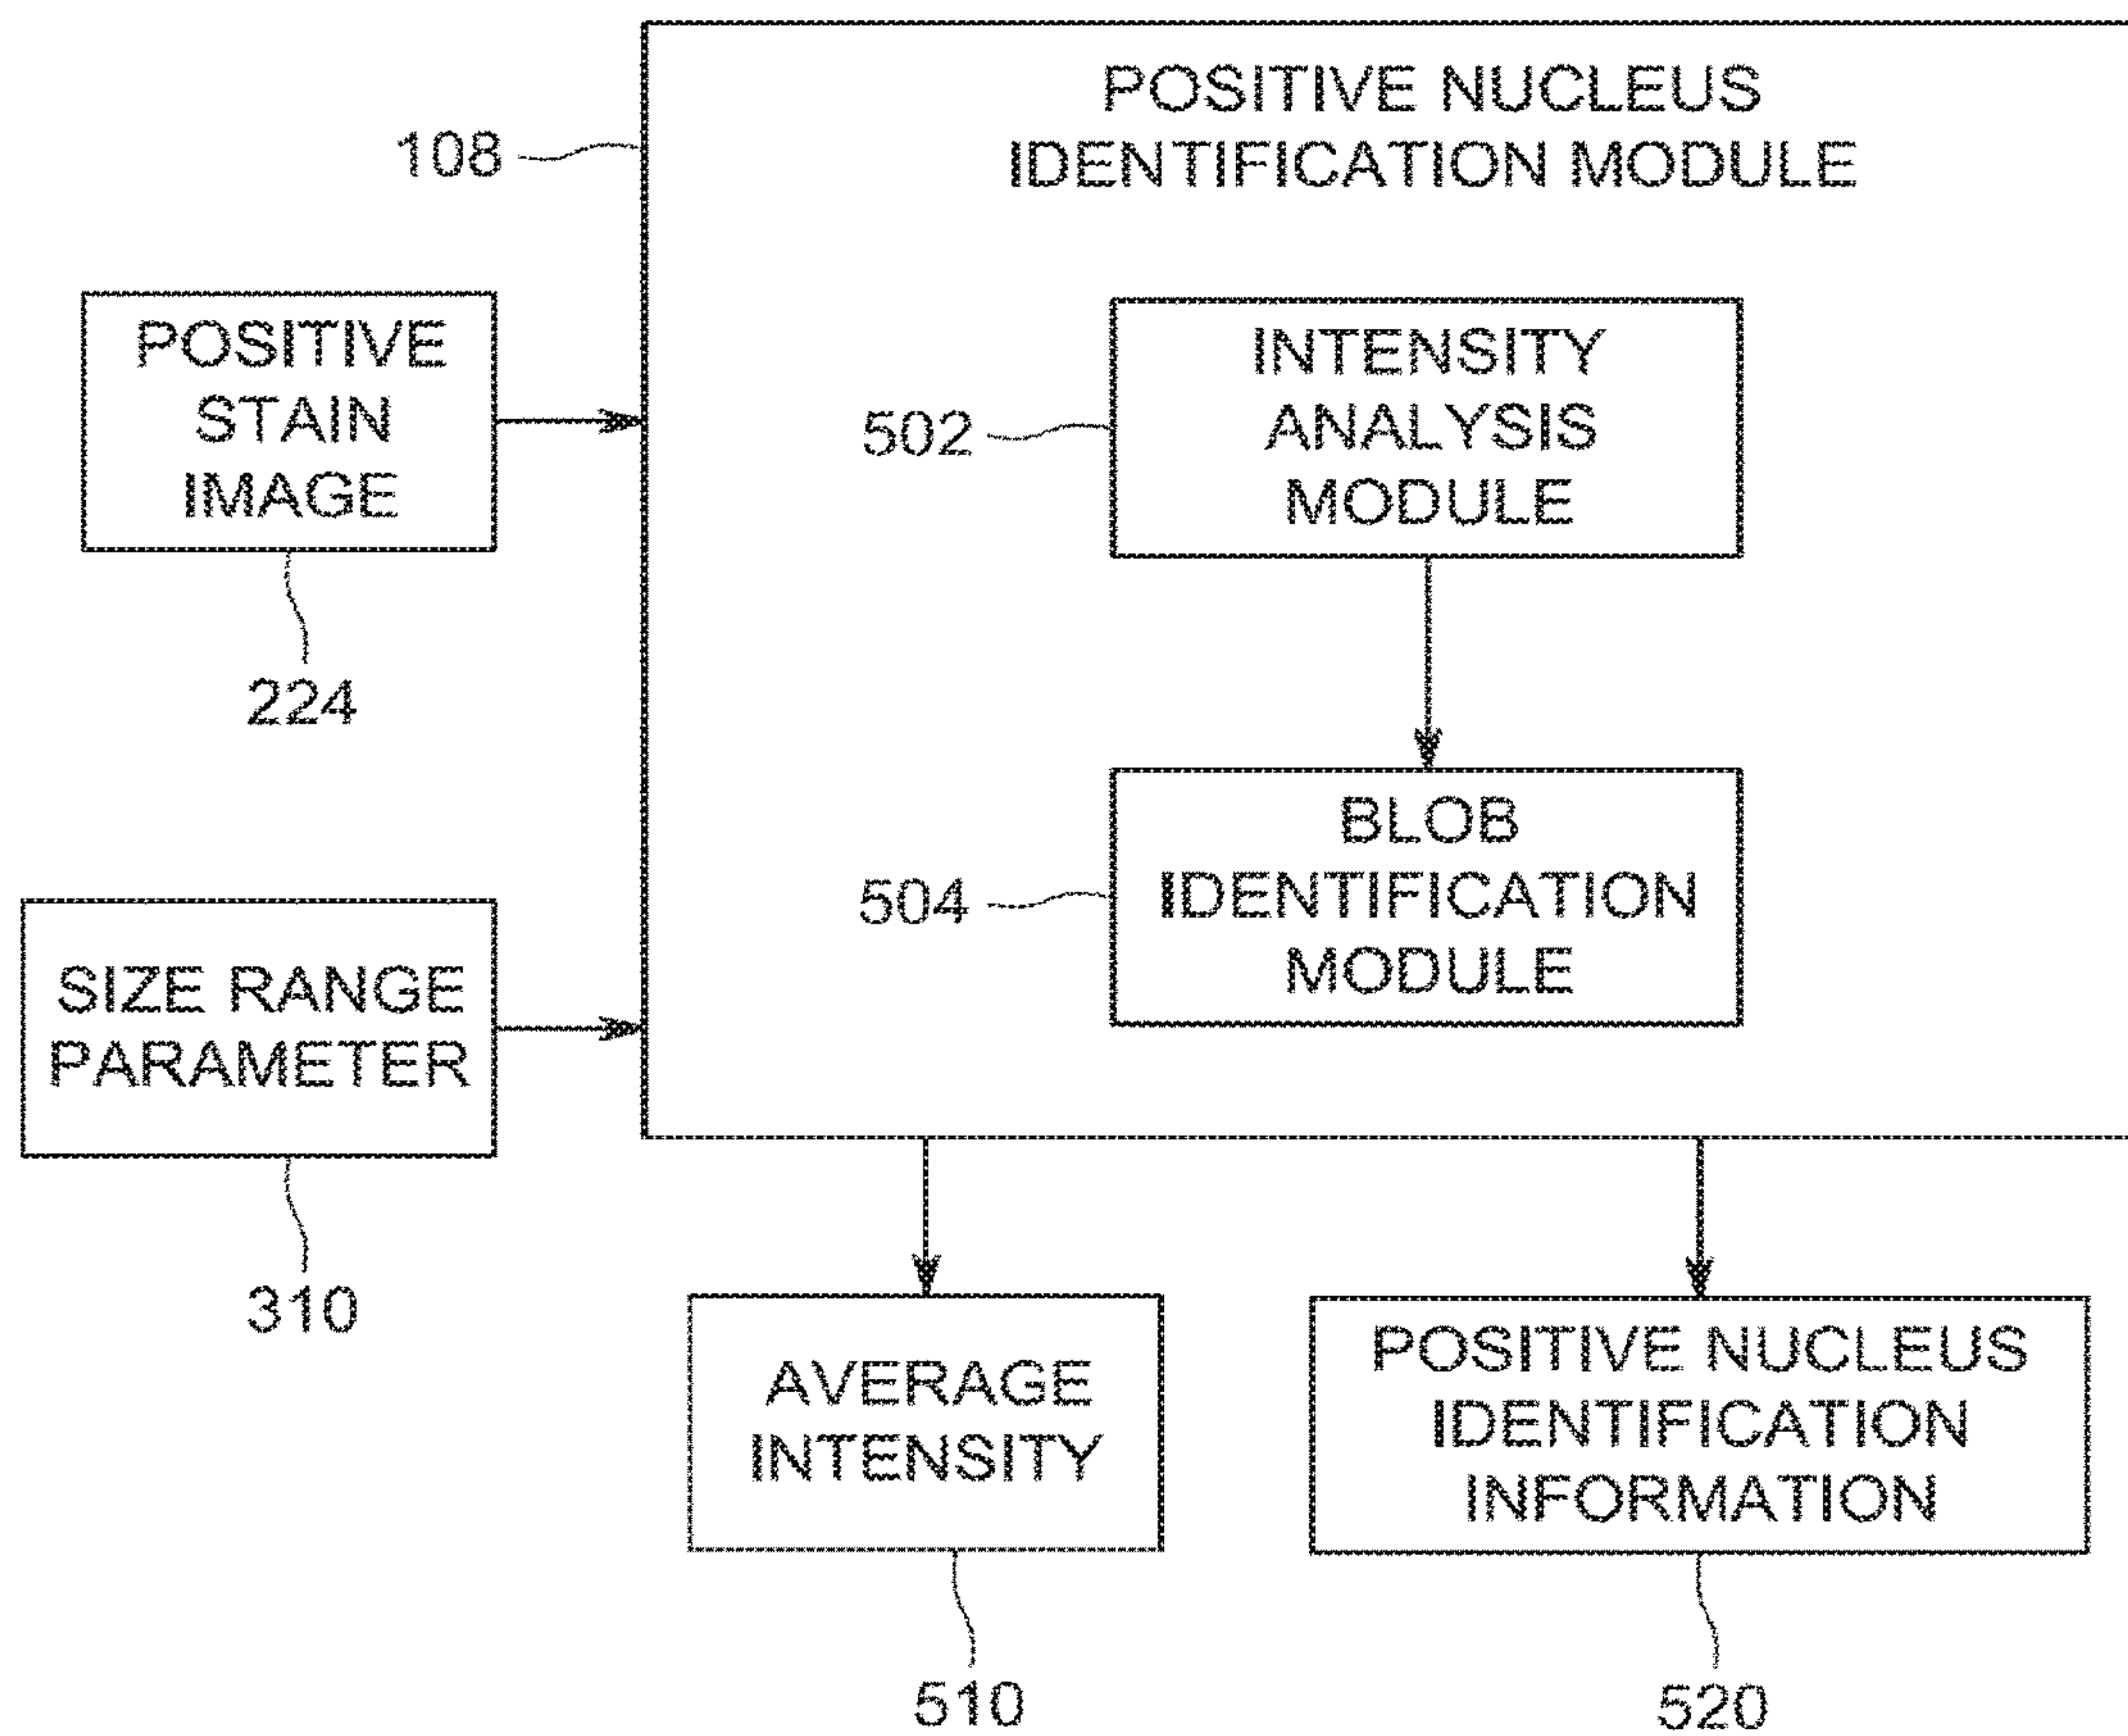 POSITIVE NUCLEUS
IDENTIFICATION MODULE
108
POSITIVE
STAIN
IMAGE
224
INTENSITY
ANALYSIS
MODULE
502
BLOB
IDENTIFICATION
MODULE
504
SIZE RANGE
PARAMETER
310
AVERAGE
INTENSITY
510
POSITIVE NUCLEUS
IDENTIFICATION
INFORMATION
520